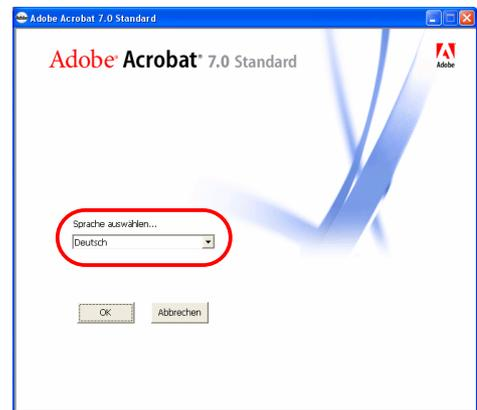 Adobe Acrobat 7.0 Standard
Adobe® Acrobat® 7.0 Standard
Adobe
Sprache auswählen...
Deutsch
OK Abbrechen